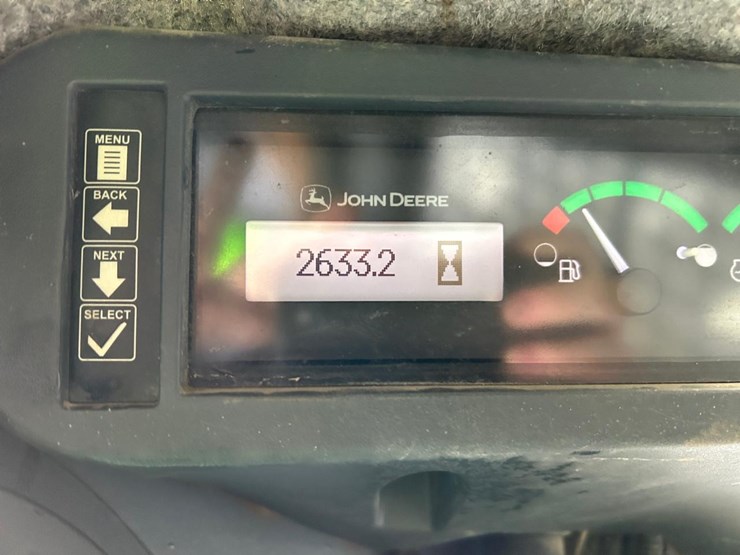 MENU
BACK
NEXT
SELECT
JOHN DEERE
2633.2